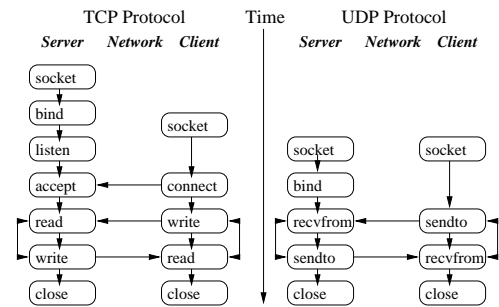 TCP Protocol Time UDP Protocol
Server Network Client Server Network Client
socket
bind socket
listen socket socket
accept connect bind
read write recvfrom sendto
write read sendto recvfrom
close close close close